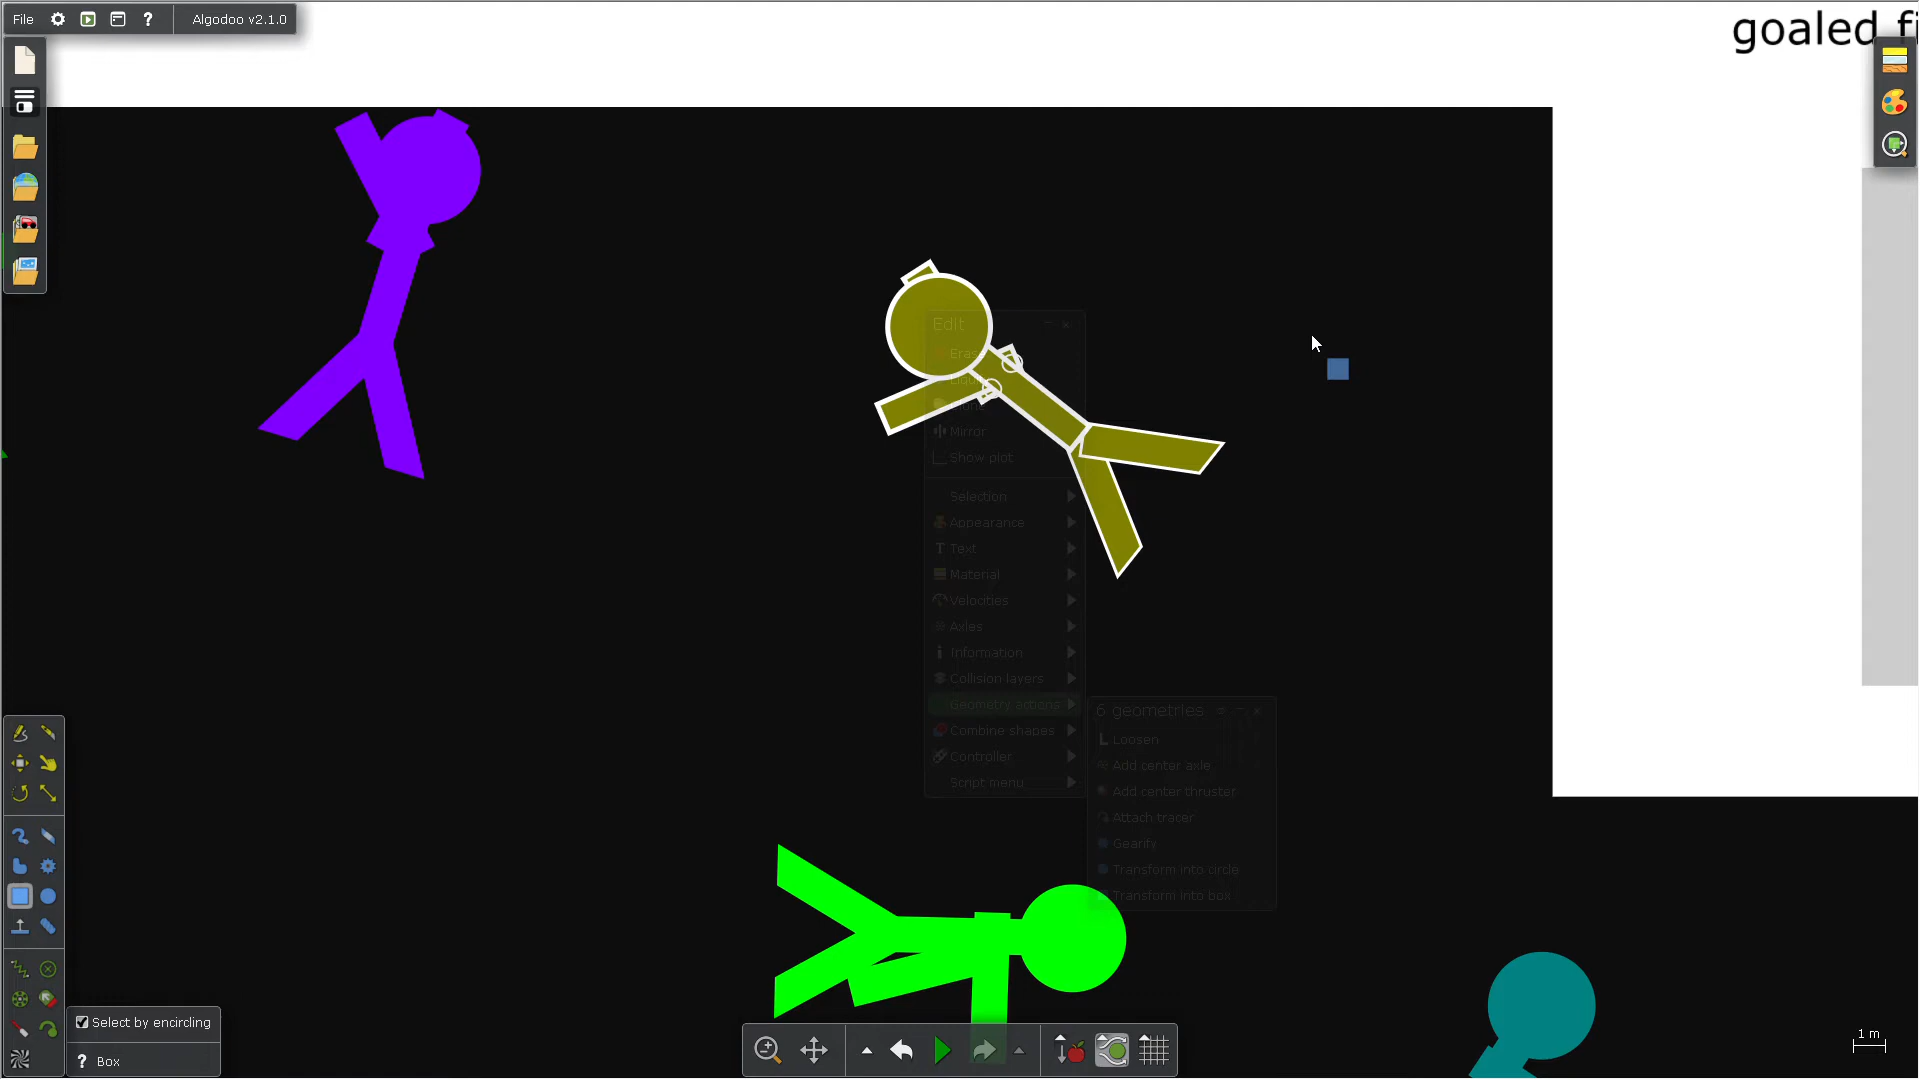 File
Algodoo v2.1.0
goaled
Edit
Mirror
Show plot
Selection
Appearance
Text
Material
Velocities
Axles
Information
Collision layers
Geometry actions
Combine shapes
Controller
Script menu
6 geometries
Loosen
Add center axle
Add center thruster
Attach tracer
Gearify
Transform into circle
Transform into box
Select by encircling
Box
1 m